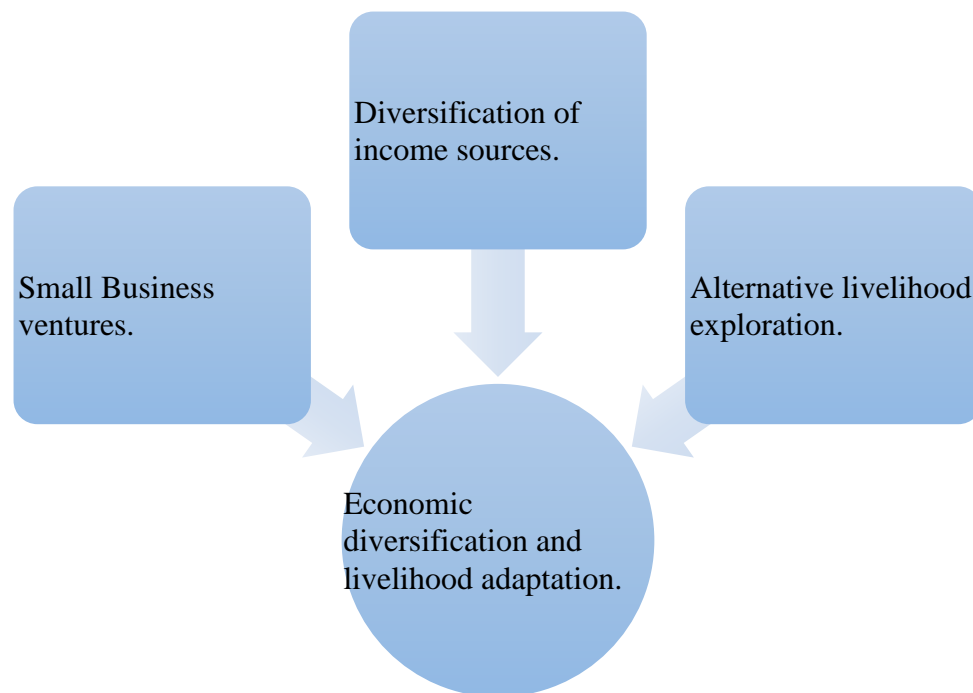 Diversification of
income sources.
Small Business
ventures.
Alternative livelihood
exploration.
Economic
diversification and
livelihood adaptation.